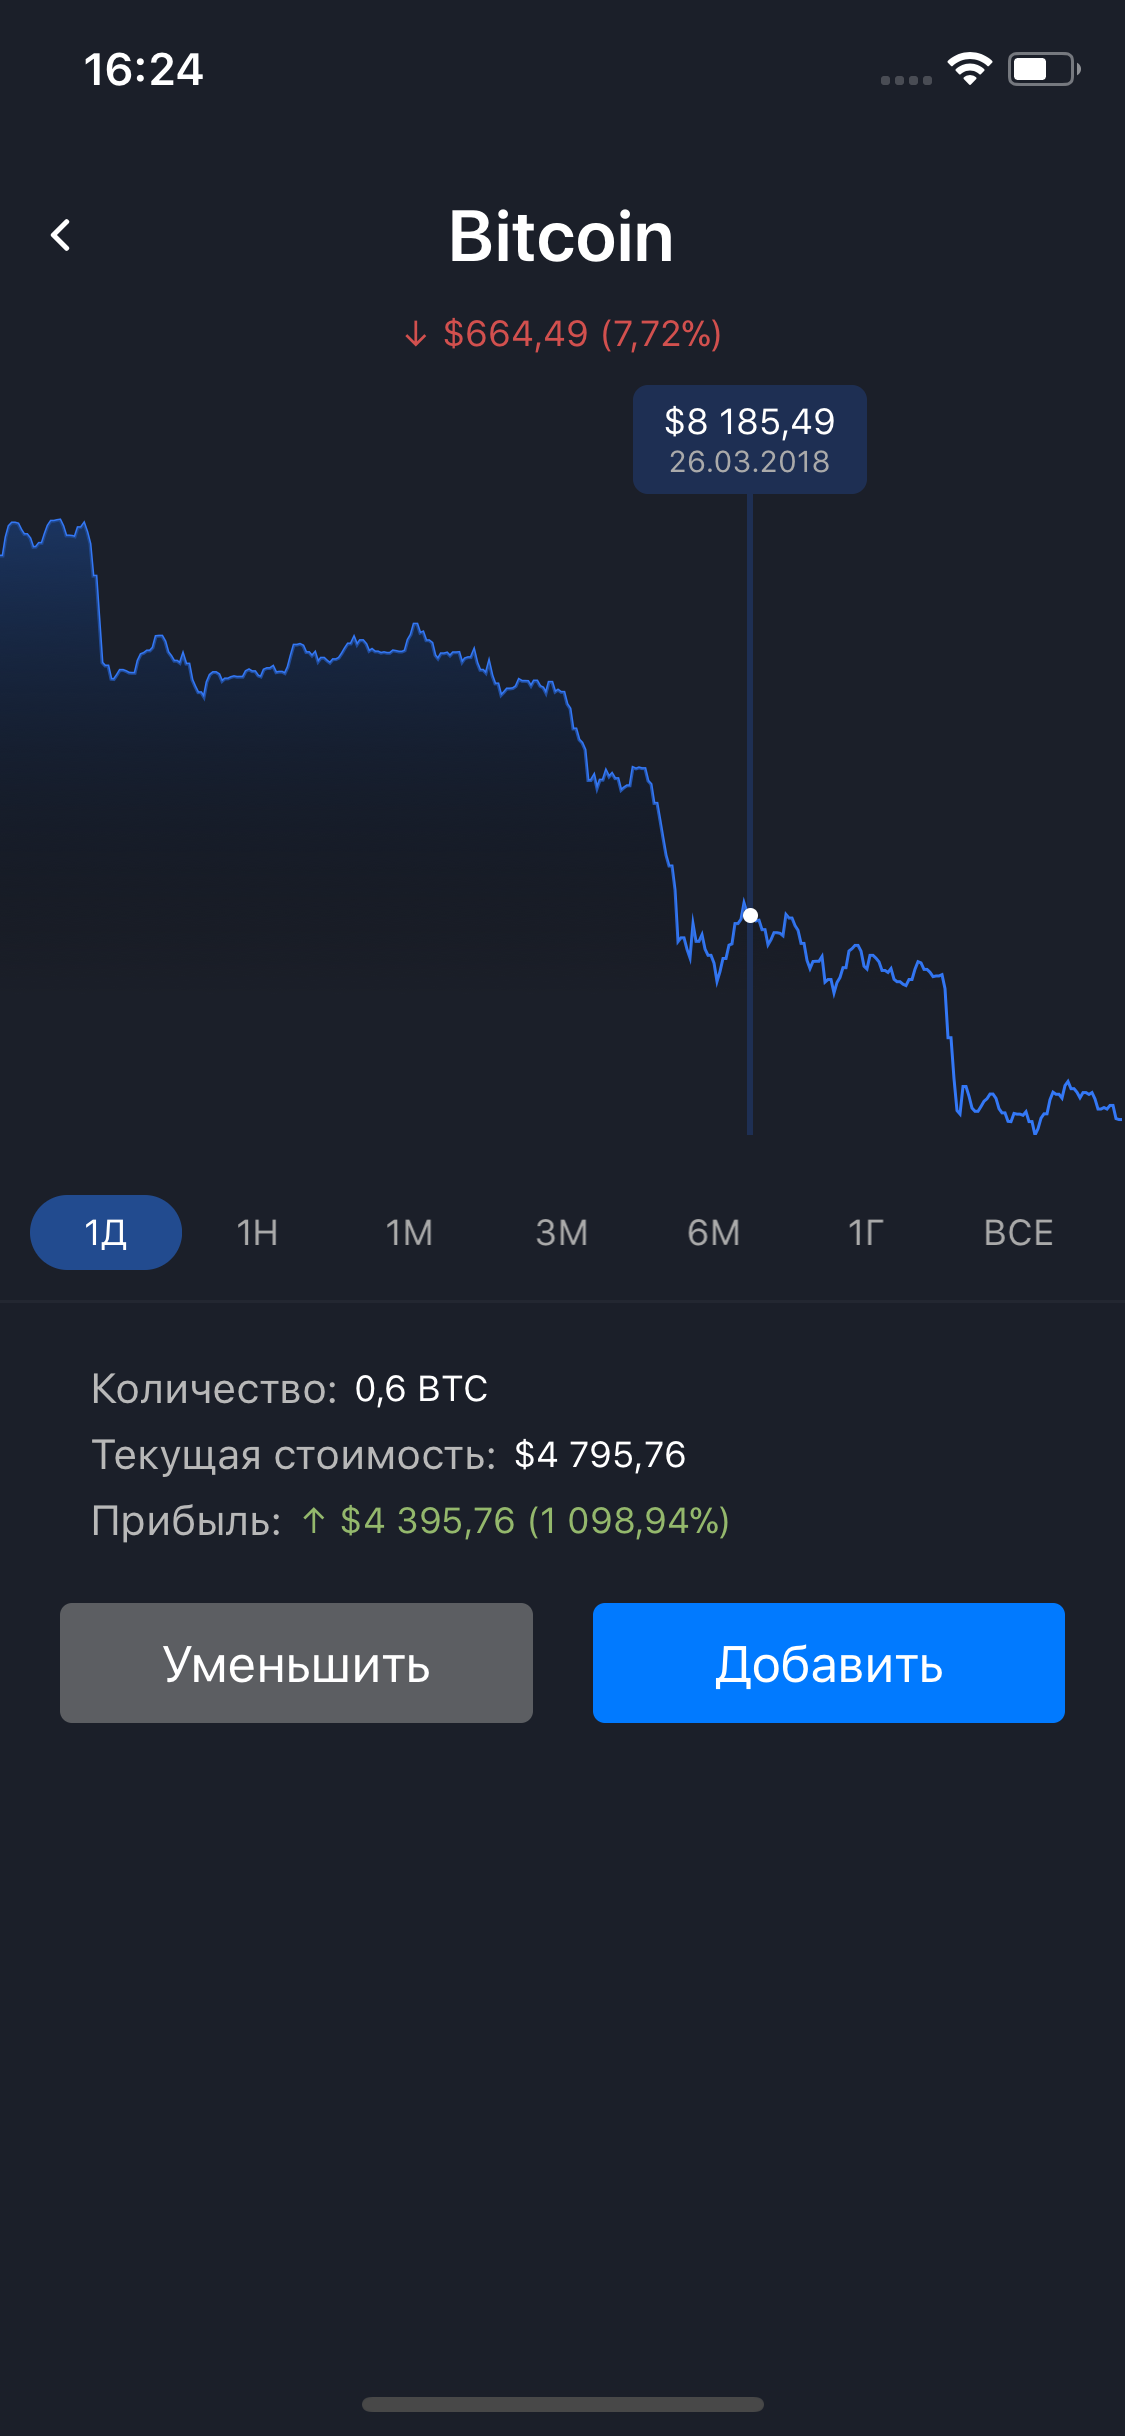 16:24
Bitcoin
↓ $664,49 (7,72%)
$8 185,49
26.03.2018
1Д 1Н 1М 3М 6М 1Г ВСЕ
Количество: 0,6 BTC
Текущая стоимость: $4 795,76
Прибыль: ↑ $4 395,76 (1 098,94%)
Уменьшить Добавить